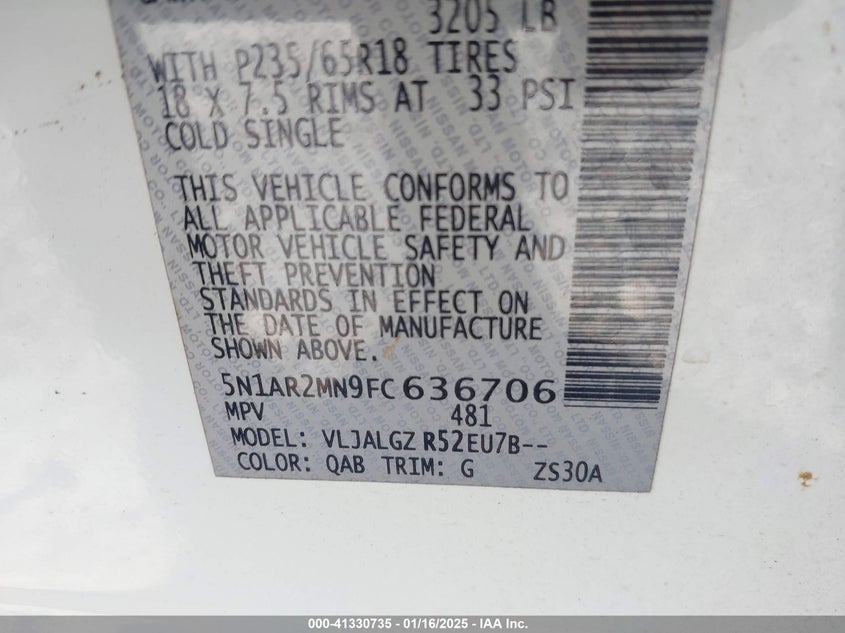 3205 LB
WITH P235/65R18 TIRES
18 X 7.5 RIMS AT 33 PSI
COLD SINGLE
THIS VEHICLE CONFORMS TO
ALL APPLICABLE FEDERAL
MOTOR VEHICLE SAFETY AND
THEFT PREVENTION
STANDARDS IN EFFECT ON
THE DATE OF MANUFACTURE
SHOWN ABOVE.
5N1AR2MN9FC636706
MPV 481
MODEL: VLJALGZ R52EU7B--
COLOR: QAB TRIM: G ZS30A
000-41330735 - 01/16/2025 - IAA Inc.